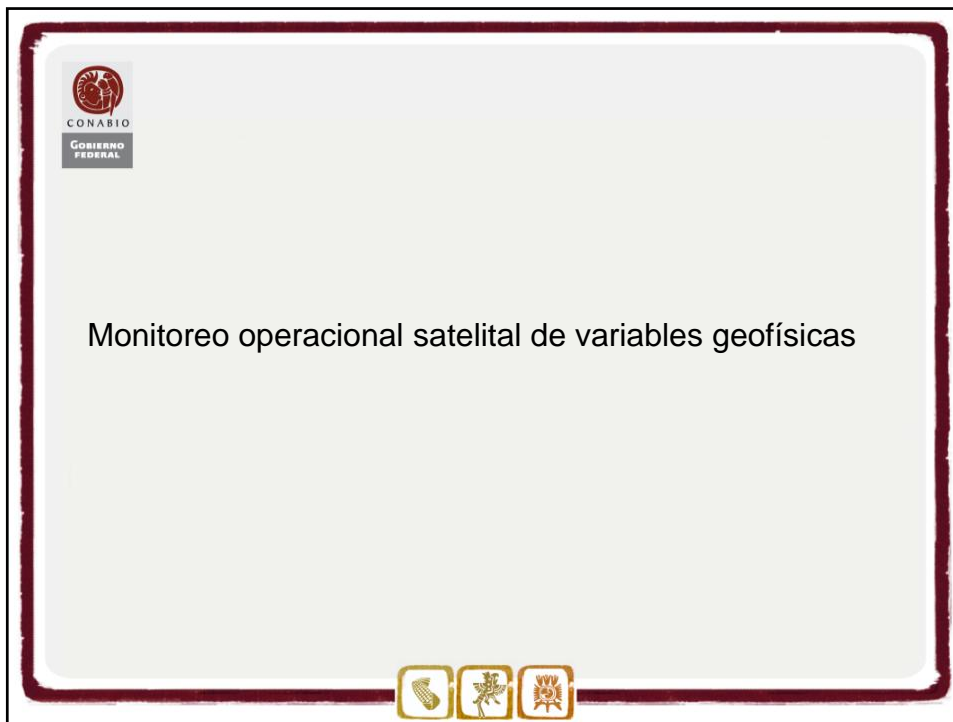 CONABIO
GOBIERNO
FEDERAL
Monitoreo operacional satelital de variables geofísicas